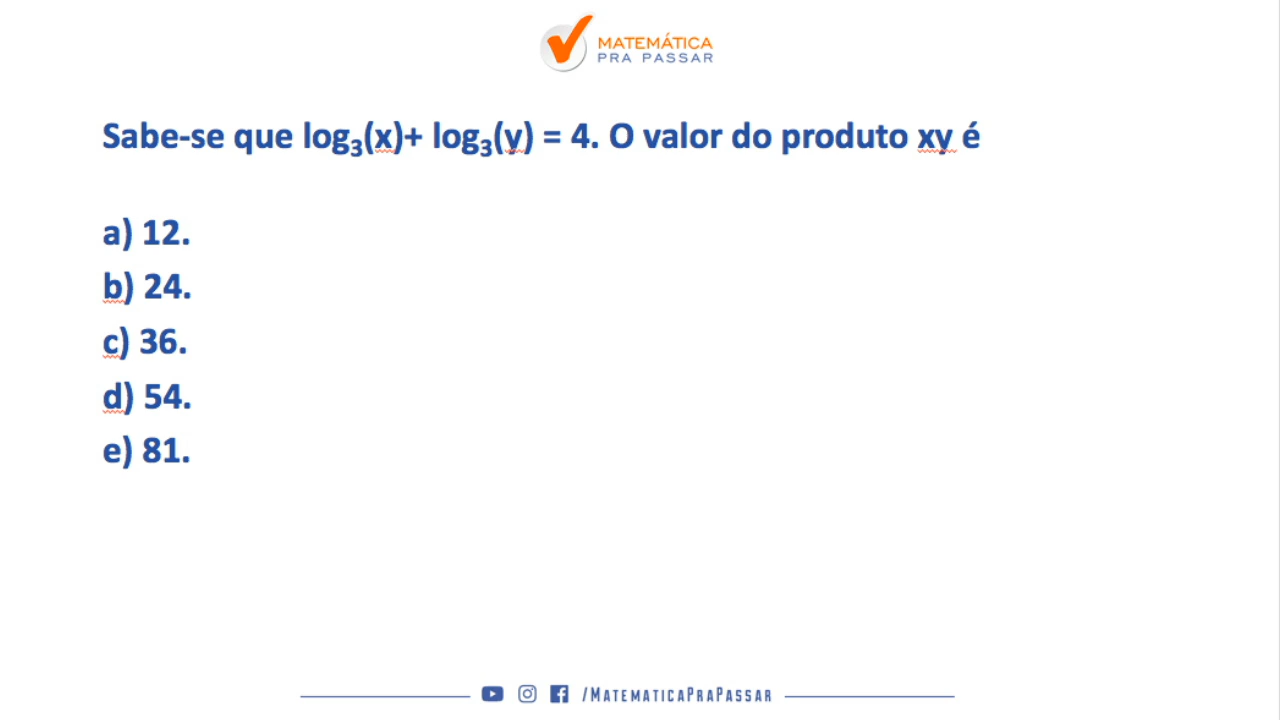 MATEMÁTICA
PRA PASSAR
Sabe-se que log₃(x)+ log₃(y) = 4. O valor do produto xy é
a) 12.
b) 24.
c) 36.
d) 54.
e) 81.
/MATEMATICAPRAPASSAR